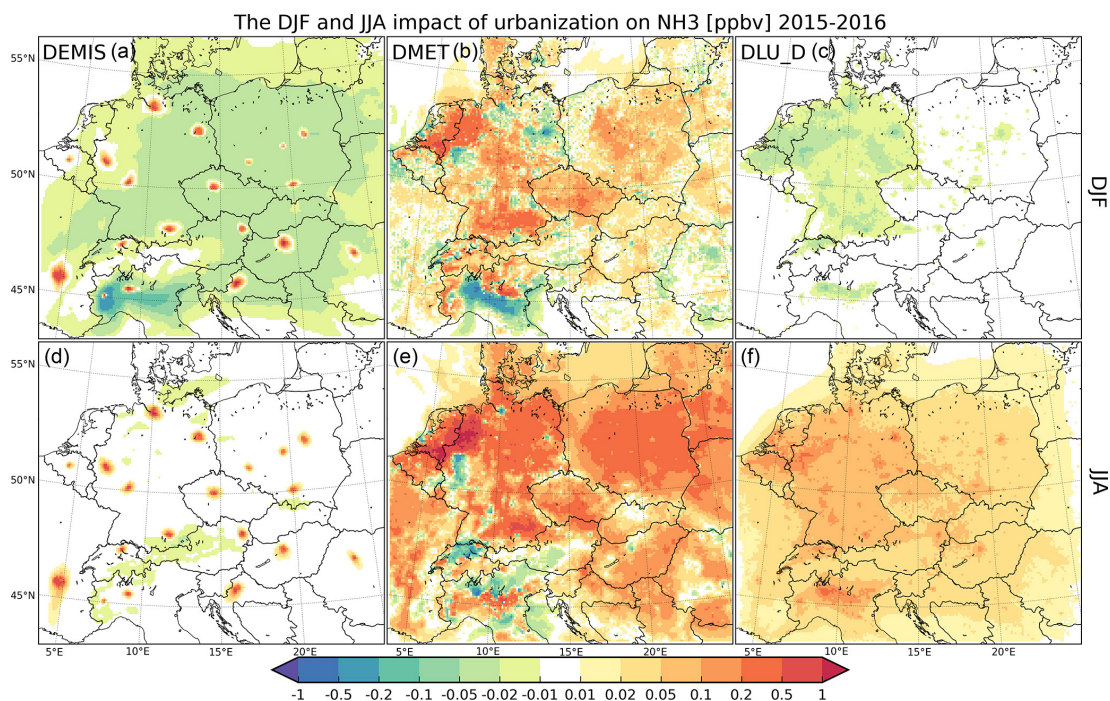 The DJF and JJA impact of urbanization on NH3 [ppbv] 2015-2016
DEMIS (a) DMET (b) DLU_D (c)
55°N
50°N
45°N
DJF
(d) (e) (f)
55°N
50°N
45°N
JJA
5°E 10°E 15°E 20°E 5°E 10°E 15°E 20°E 5°E 10°E 15°E 20°E
-1 -0.5 -0.2 -0.1 -0.05 -0.02 -0.01 0.01 0.02 0.05 0.1 0.2 0.5 1